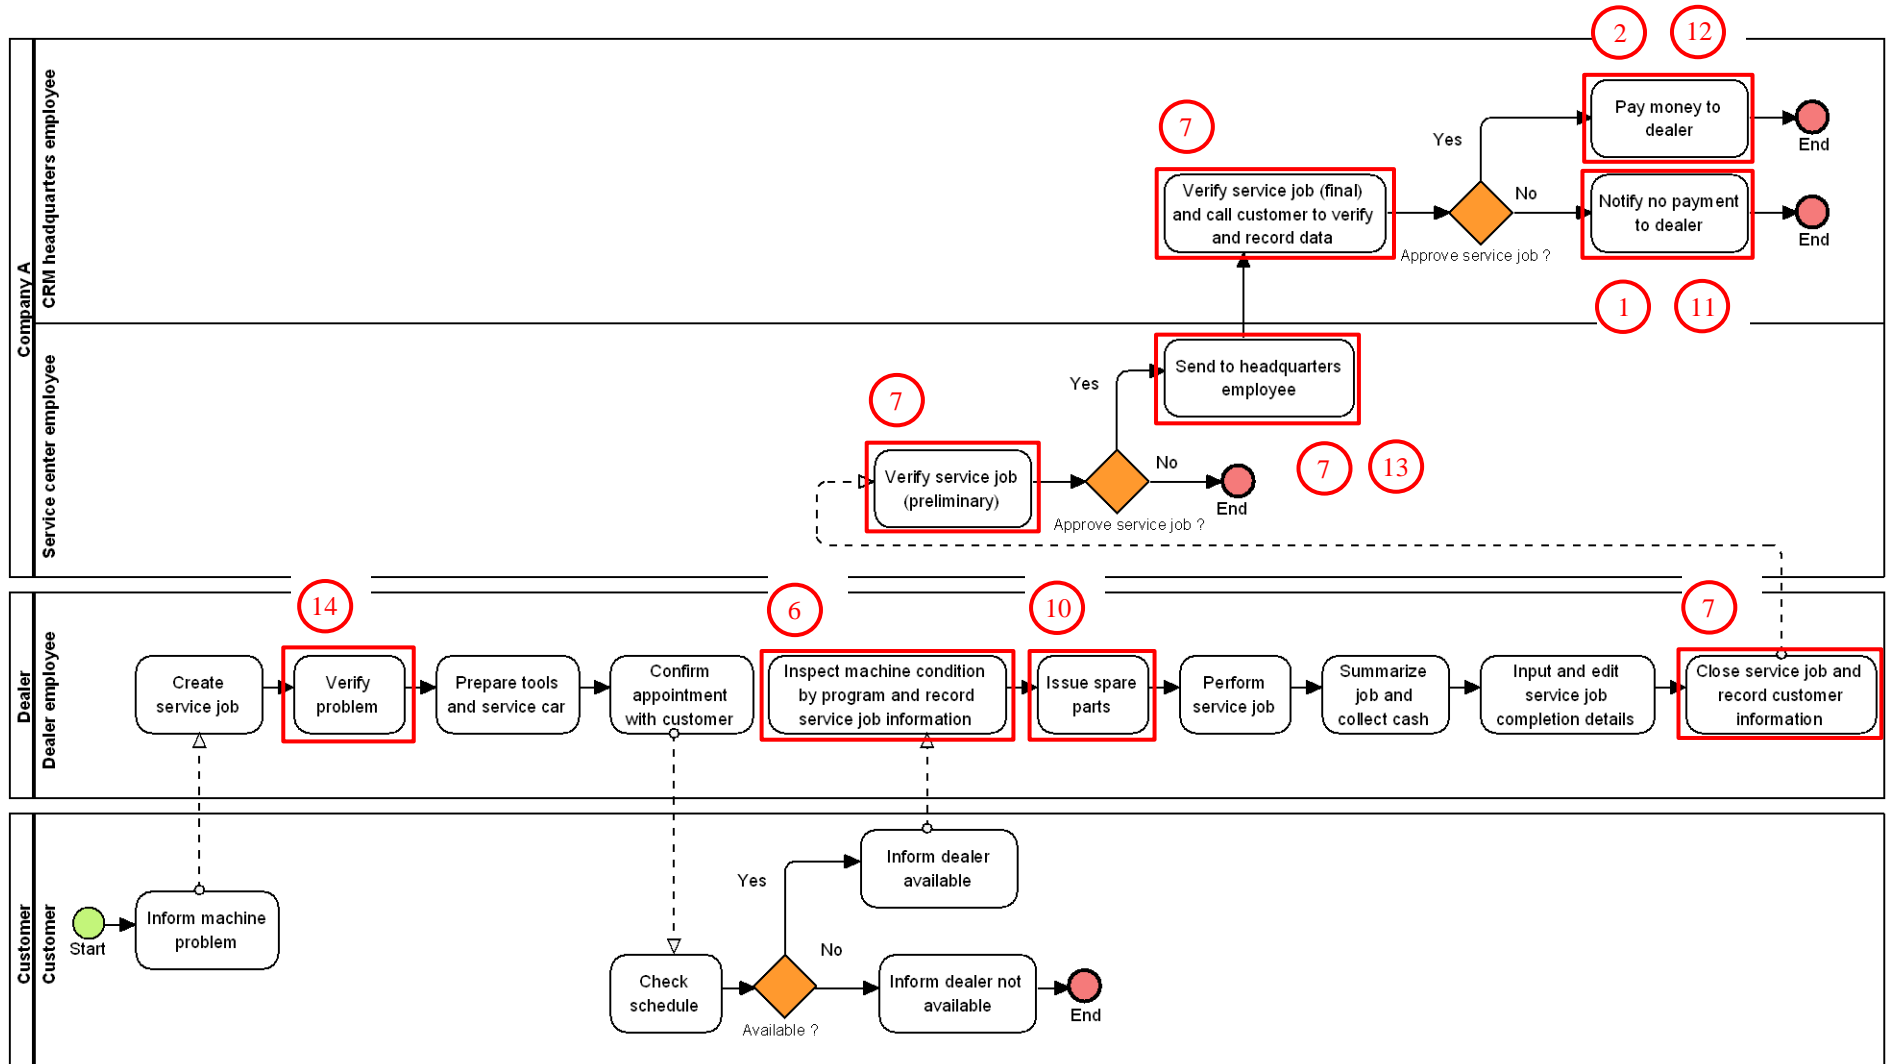 Company A
CRM headquarters employee
2
12
Pay money to
dealer
End
Yes
7
Verify service job (final)
and call customer to verify
and record data
No
Approve service job ?
Notify no payment
to dealer
End
1
11
Service center employee
Send to headquarters
employee
Yes
7
Verify service job
(preliminary)
No
End
Approve service job ?
7
13
Dealer
Dealer employee
14
6
10
7
Create
service job
Verify
problem
Prepare tools
and service car
Confirm
appointment
with customer
Inspect machine condition
by program and record
service job information
Issue spare
parts
Perform
service job
Summarize
job and
collect cash
Input and edit
service job
completion details
Close service job and
record customer
information
Customer
Customer
Start
Inform machine
problem
Check
schedule
Yes
No
Available ?
Inform dealer
available
Inform dealer not
available
End